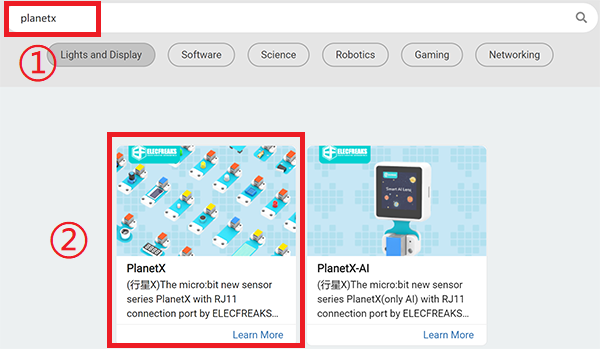 planetx
①
Lights and Display
Software
Science
Robotics
Gaming
Networking
②
ELECFREAKS
PlanetX
(行星X)The micro:bit new sensor
series PlanetX with RJ11
connection port by ELECFREAKS...
Learn More
Smart AI Lens
PlanetX-AI
(行星X)The micro:bit new sensor
series PlanetX(only AI) with RJ11
connection port by ELECFREAKS...
Learn More